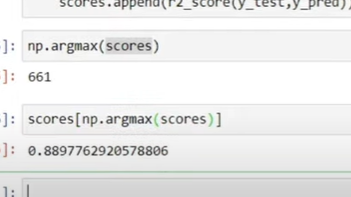 scores.append(r2_score(y_test,y_pred))
]: np.argmax(scores)
]: 661
]: scores[np.argmax(scores)]
]: 0.8897762920578806
]: